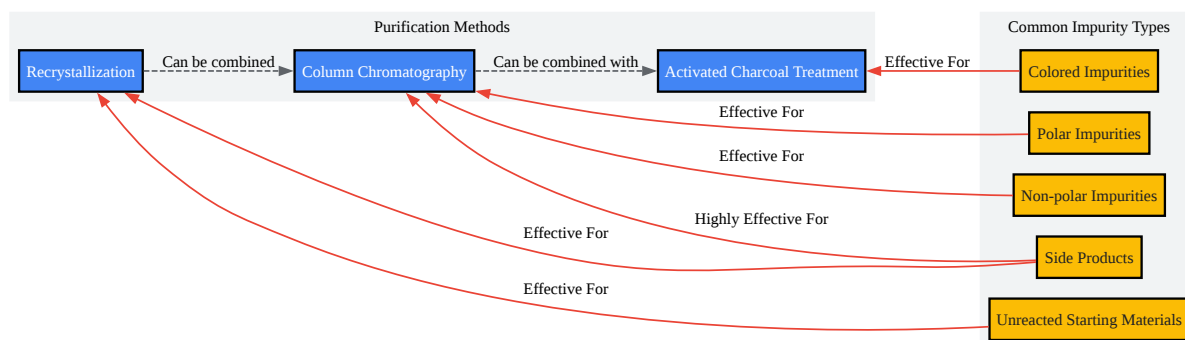 Purification Methods
Common Impurity Types
Recrystallization
Can be combined
Column Chromatography
Can be combined with
Activated Charcoal Treatment
Effective For
Colored Impurities
Effective For
Polar Impurities
Effective For
Non-polar Impurities
Highly Effective For
Effective For
Side Products
Effective For
Unreacted Starting Materials